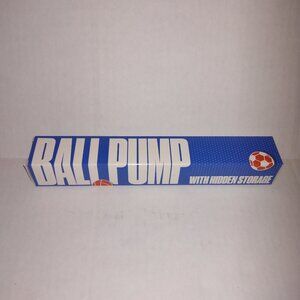 BALL PUMP
WITH HIDDEN STORAGE